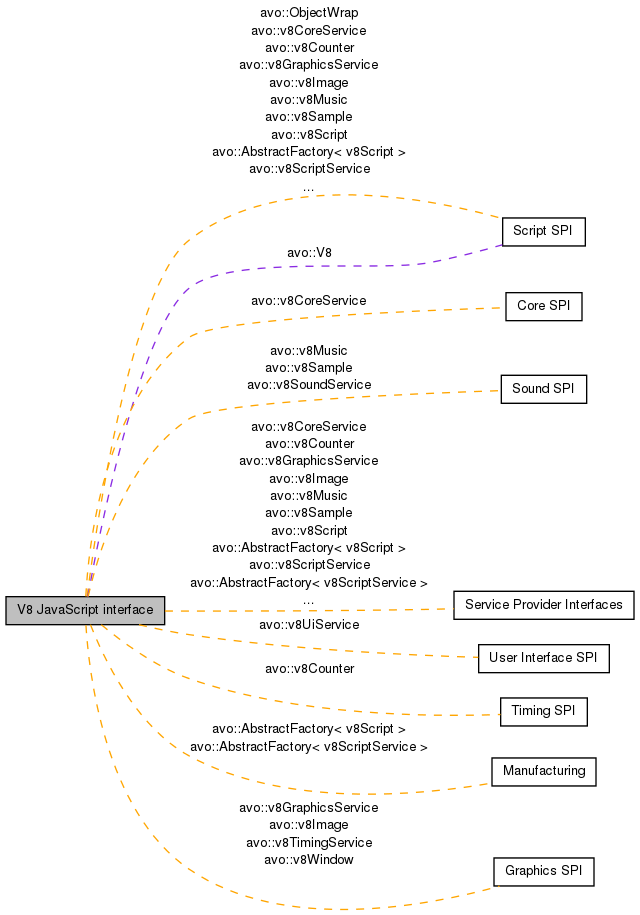 avo::ObjectWrap
avo::v8CoreService
avo::v8Counter
avo::v8GraphicsService
avo::v8Image
avo::v8Music
avo::v8Sample
avo::v8Script
avo::AbstractFactory< v8Script >
avo::v8ScriptService
...
Script SPI
avo::V8
avo::v8CoreService
Core SPI
avo::v8Music
avo::v8Sample
avo::v8SoundService
Sound SPI
avo::v8CoreService
avo::v8Counter
avo::v8GraphicsService
avo::v8Image
avo::v8Music
avo::v8Sample
avo::v8Script
avo::AbstractFactory< v8Script >
avo::v8ScriptService
avo::AbstractFactory< v8ScriptService >
...
V8 JavaScript interface
Service Provider Interfaces
avo::v8UiService
User Interface SPI
avo::v8Counter
Timing SPI
avo::AbstractFactory< v8Script >
avo::AbstractFactory< v8ScriptService >
Manufacturing
avo::v8GraphicsService
avo::v8Image
avo::v8TimingService
avo::v8Window
Graphics SPI